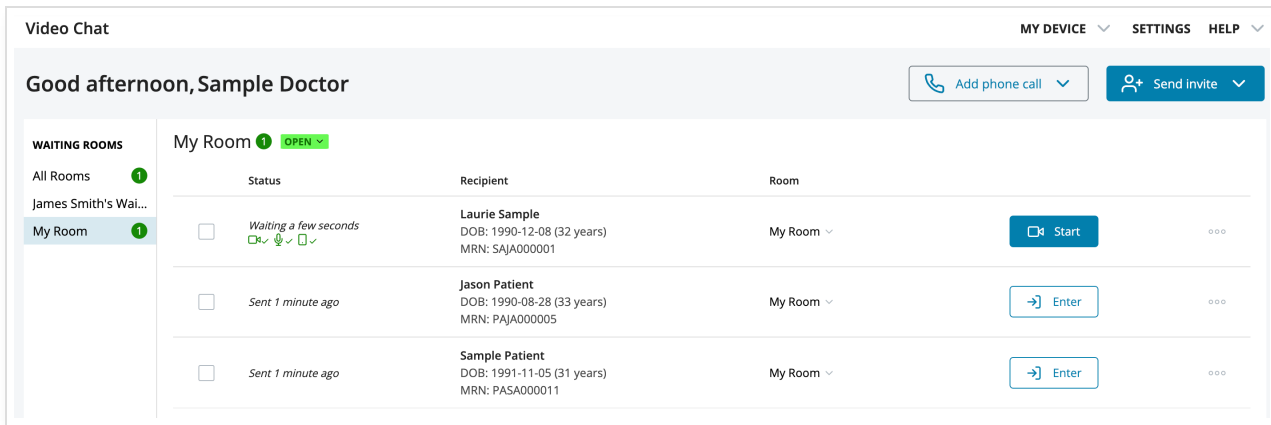 Video Chat
MY DEVICE
SETTINGS
HELP
Good afternoon, Sample Doctor
Add phone call
Send invite
WAITING ROOMS
All Rooms 1
James Smith's Wai...
My Room 1
My Room 1 OPEN
Status Recipient Room
Waiting a few seconds
Laurie Sample
DOB: 1990-12-08 (32 years)
MRN: SAJA000001
My Room
Start
Sent 1 minute ago
Jason Patient
DOB: 1990-08-28 (33 years)
MRN: PAJA000005
My Room
Enter
Sent 1 minute ago
Sample Patient
DOB: 1991-11-05 (31 years)
MRN: PASA000011
My Room
Enter